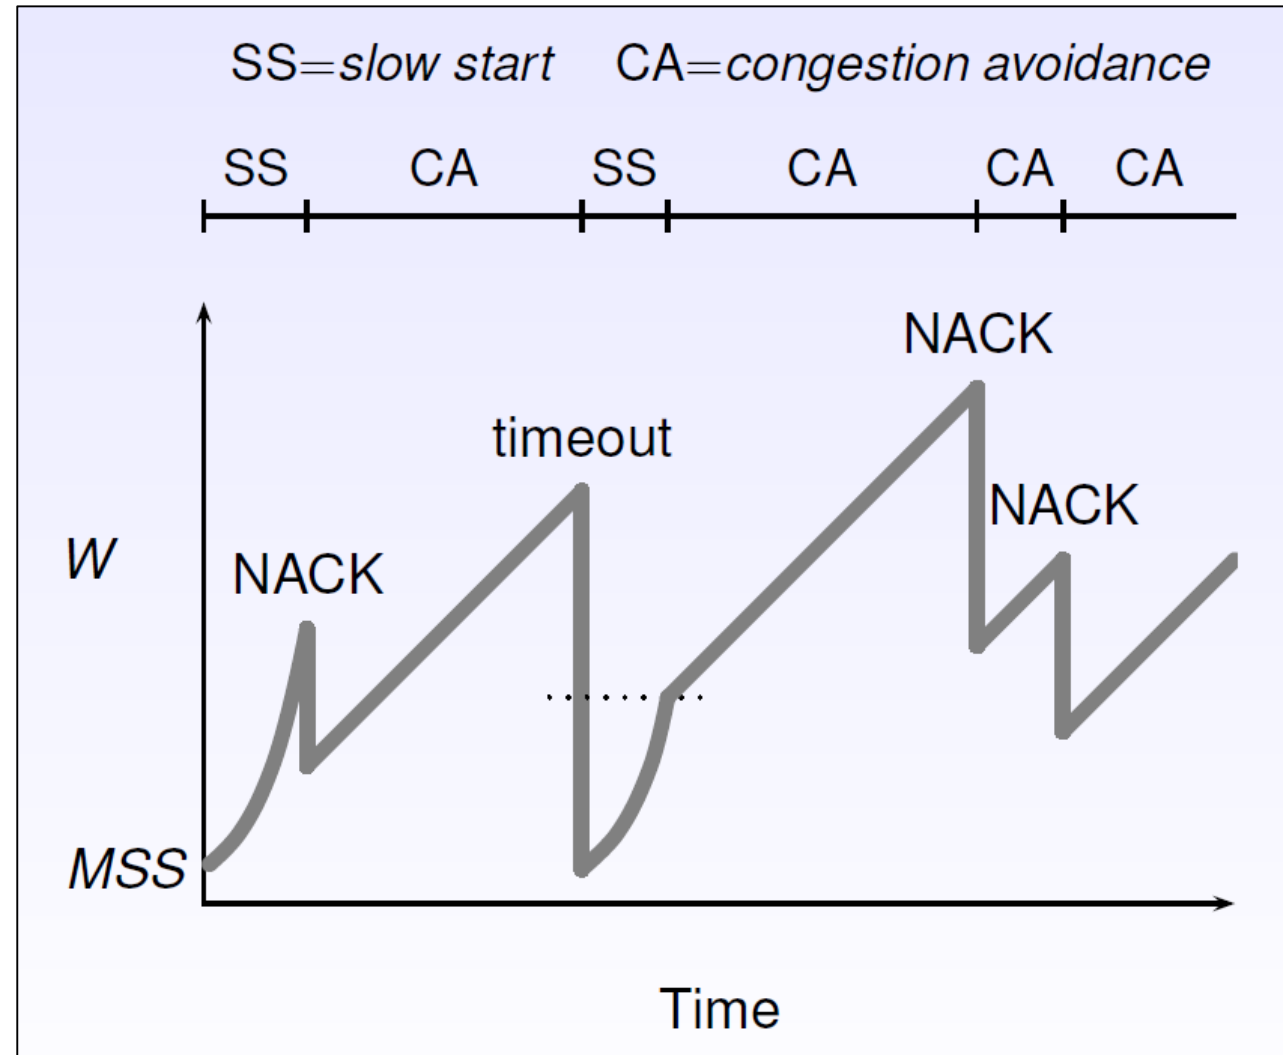 SS=slow start CA=congestion avoidance
SS CA SS CA CA CA
NACK
timeout
NACK
W
NACK
MSS
Time